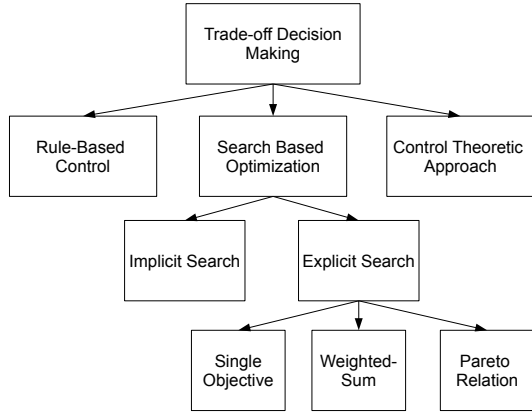 Trade-off Decision
Making
Rule-Based
Control
Search Based
Optimization
Control Theoretic
Approach
Implicit Search
Explicit Search
Single
Objective
Weighted-
Sum
Pareto
Relation